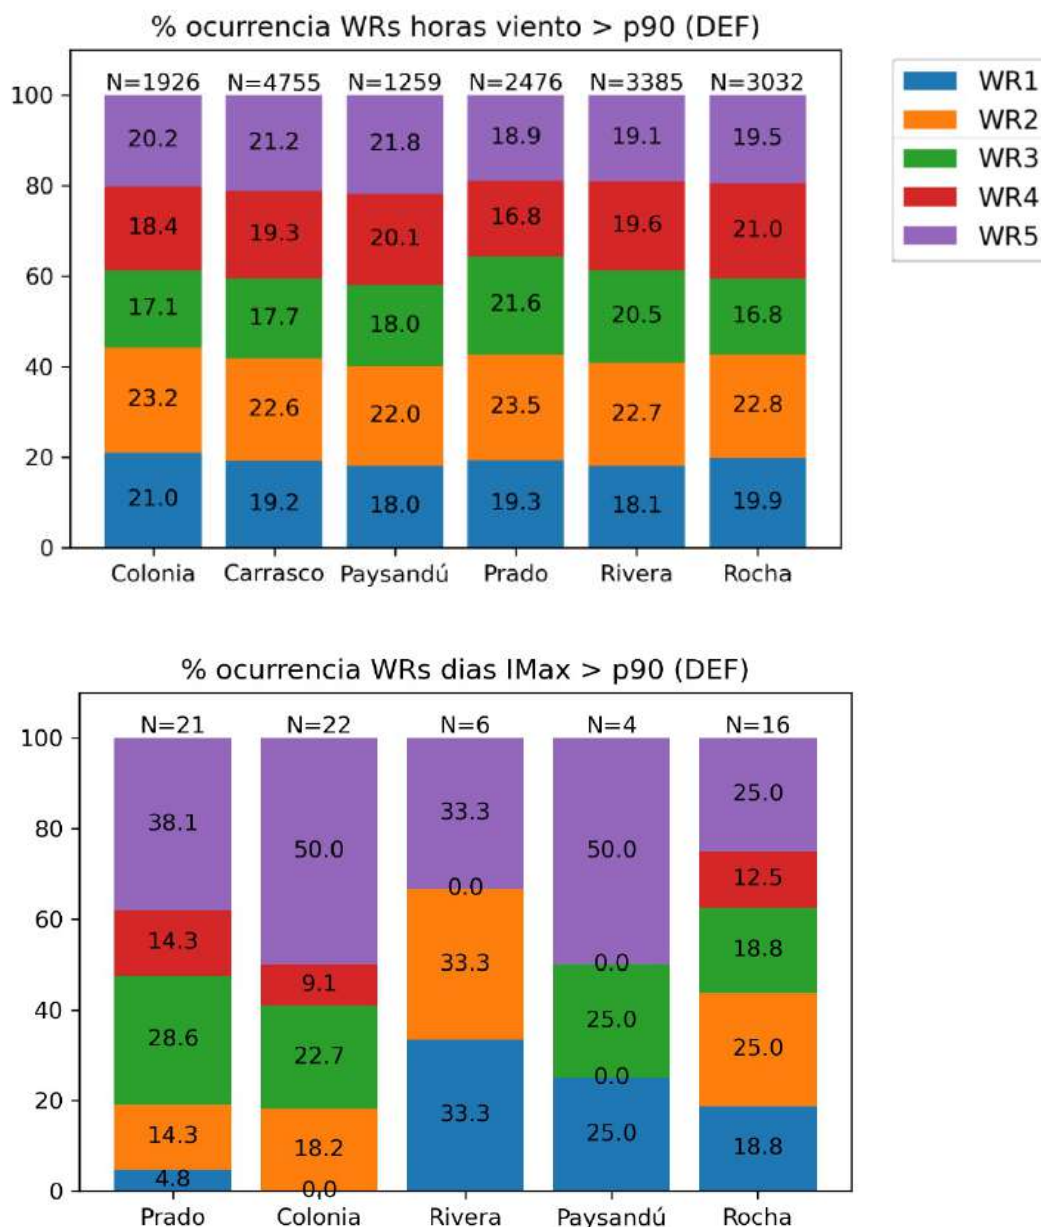 % ocurrencia WRs horas viento > p90 (DEF)
N=1926 N=4755 N=1259 N=2476 N=3385 N=3032
100
80
60
40
20
0
20.2 21.2 21.8 18.9 19.1 19.5
18.4 19.3 20.1 16.8 19.6 21.0
17.1 17.7 18.0 21.6 20.5 16.8
23.2 22.6 22.0 23.5 22.7 22.8
21.0 19.2 18.0 19.3 18.1 19.9
Colonia Carrasco Paysandú Prado Rivera Rocha
WR1
WR2
WR3
WR4
WR5
% ocurrencia WRs dias IMax > p90 (DEF)
N=21 N=22 N=6 N=4 N=16
100
80
60
40
20
0
38.1 50.0 33.3 50.0 25.0
14.3 9.1 0.0 0.0 12.5
28.6 22.7 25.0 18.8
14.3 18.2 33.3 0.0 25.0
4.8 0.0 33.3 25.0 18.8
Prado Colonia Rivera Paysandú Rocha